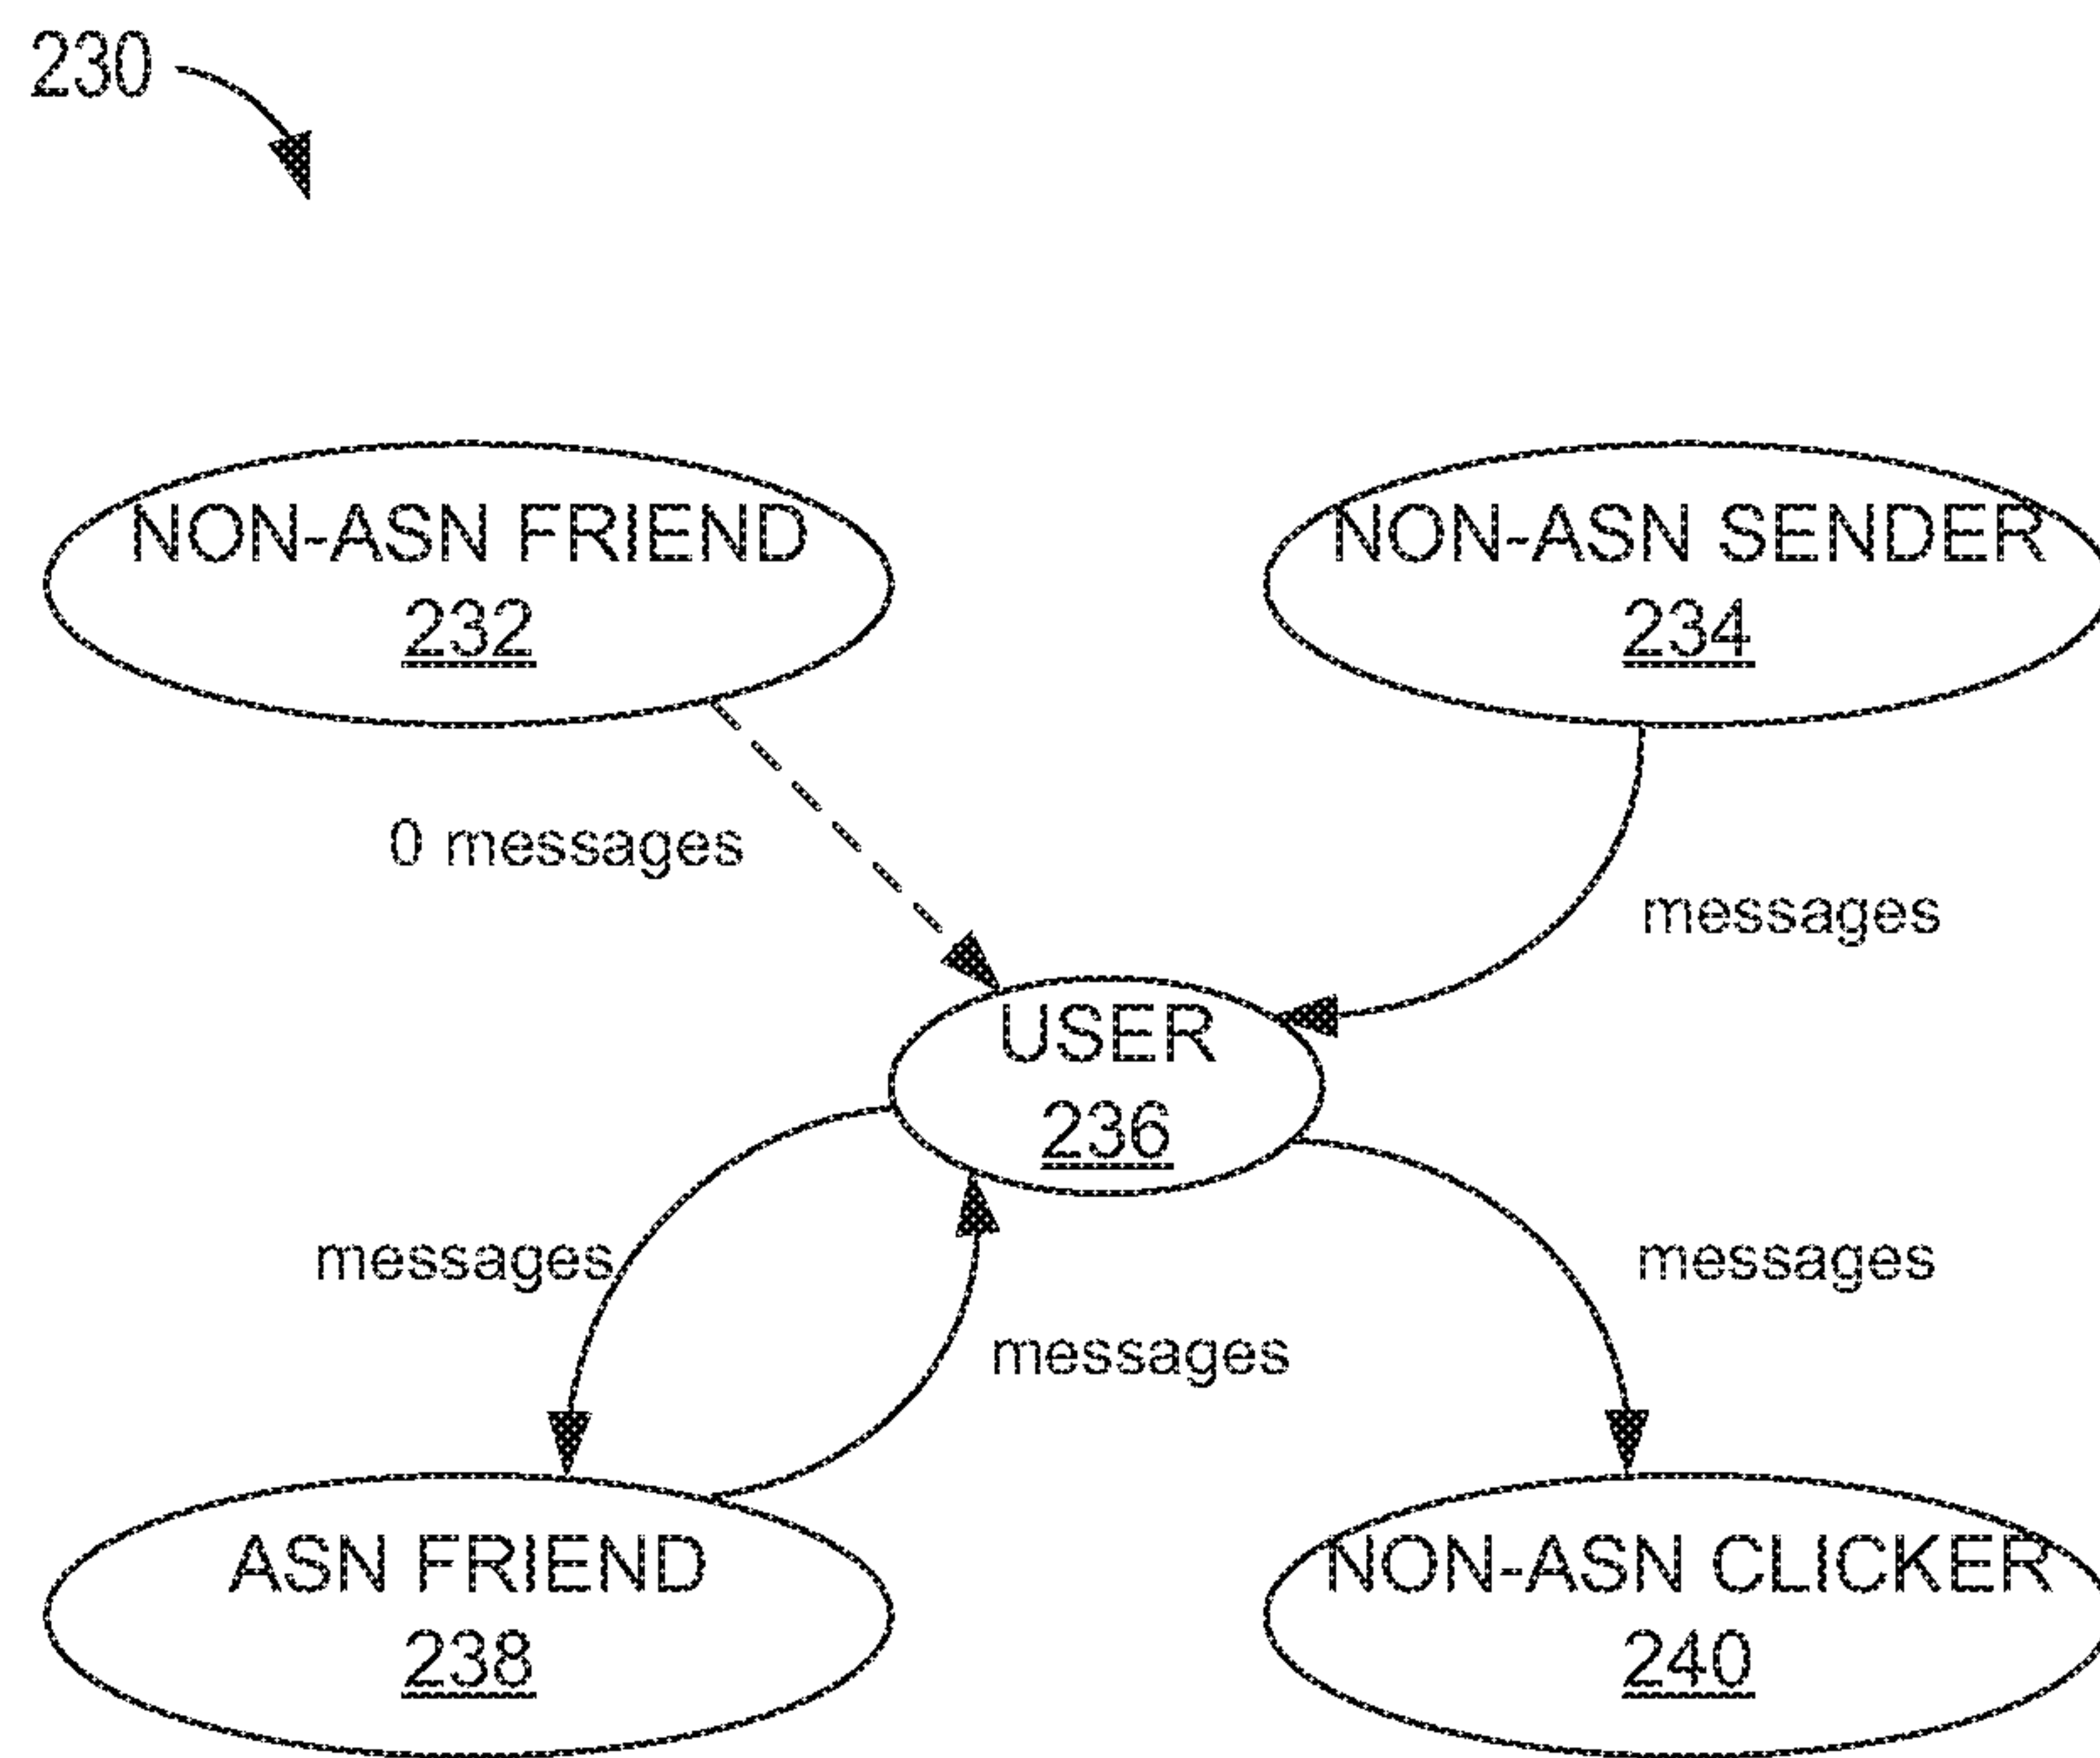 230
NON-ASN FRIEND
232
NON-ASN SENDER
234
0 messages
messages
USER
236
messages
messages
messages
ASN FRIEND
238
NON-ASN CLICKER
240